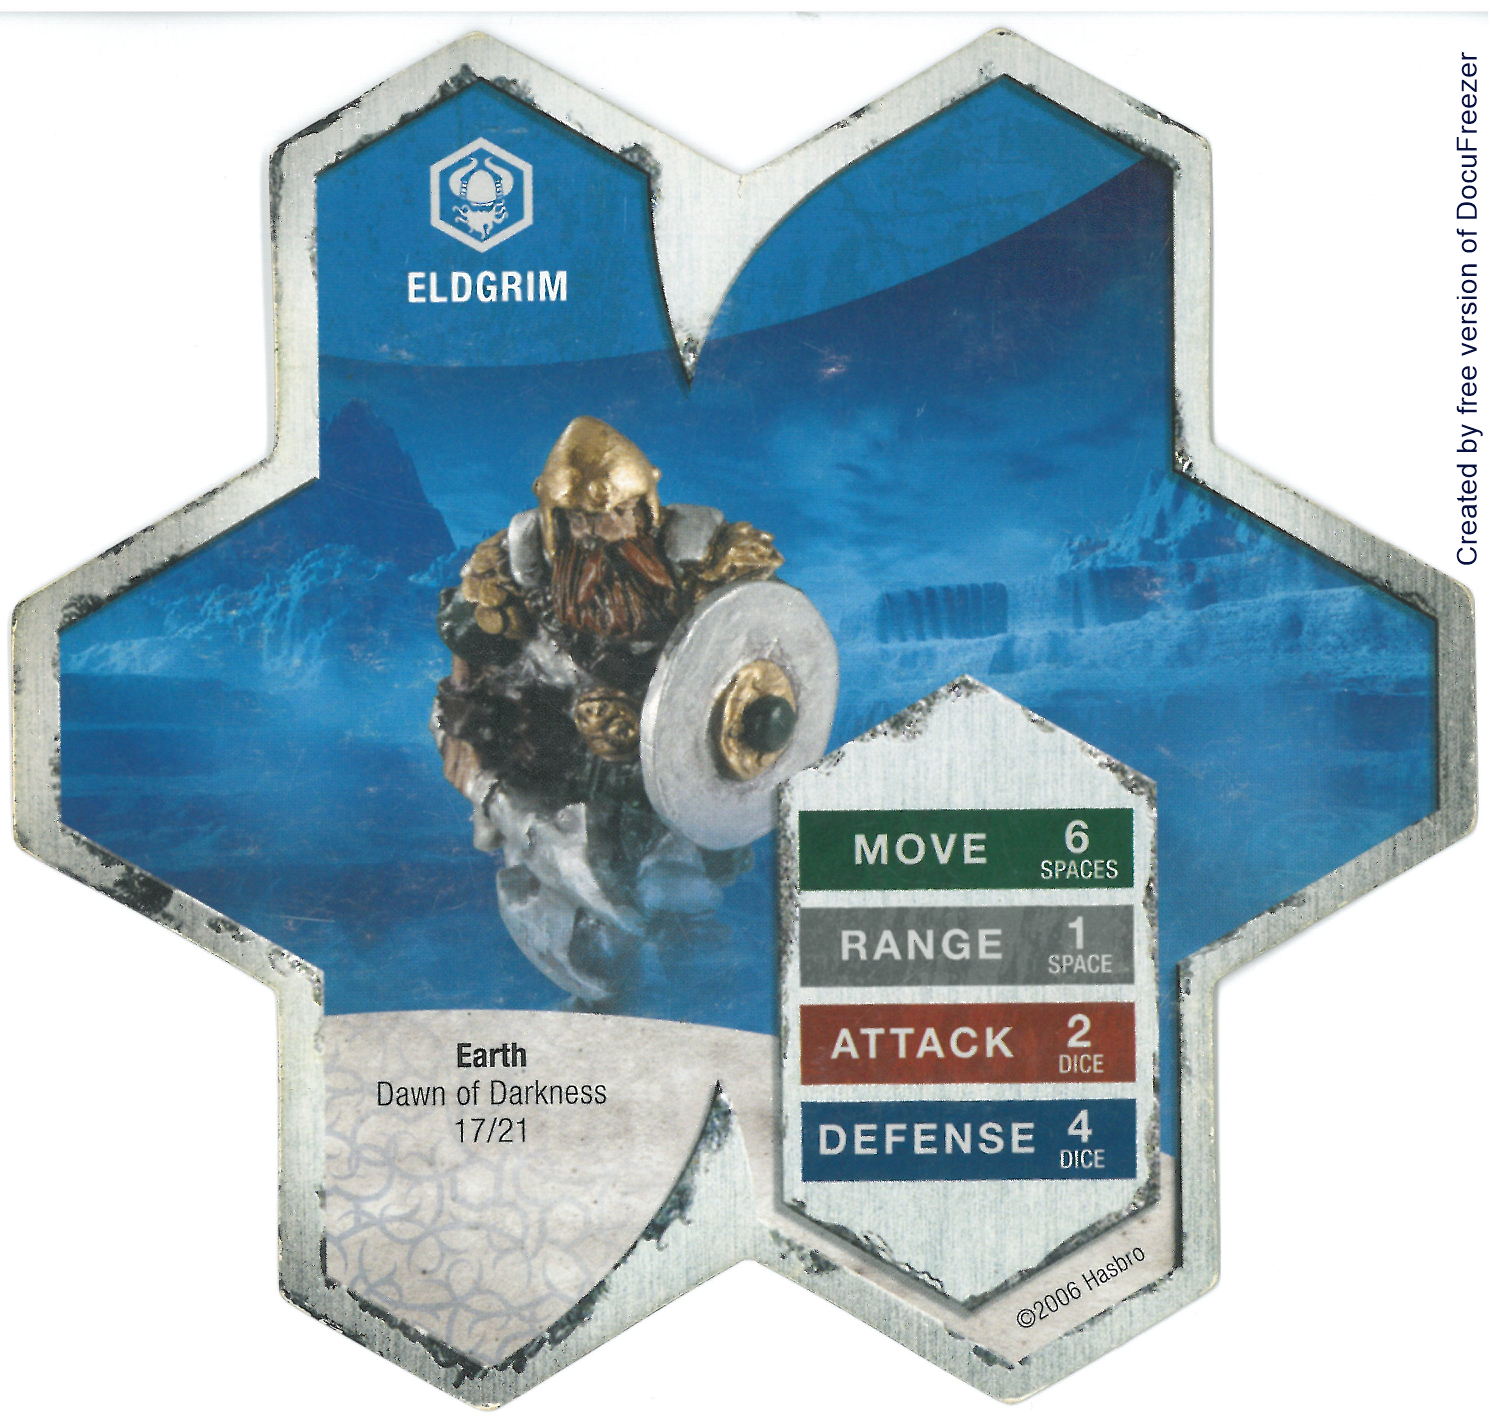 ELDGRIM
MOVE 6 SPACES
RANGE 1 SPACE
ATTACK 2 DICE
DEFENSE 4 DICE
Earth
Dawn of Darkness
17/21
©2006 Hasbro
Created by free version of DocuFreezer